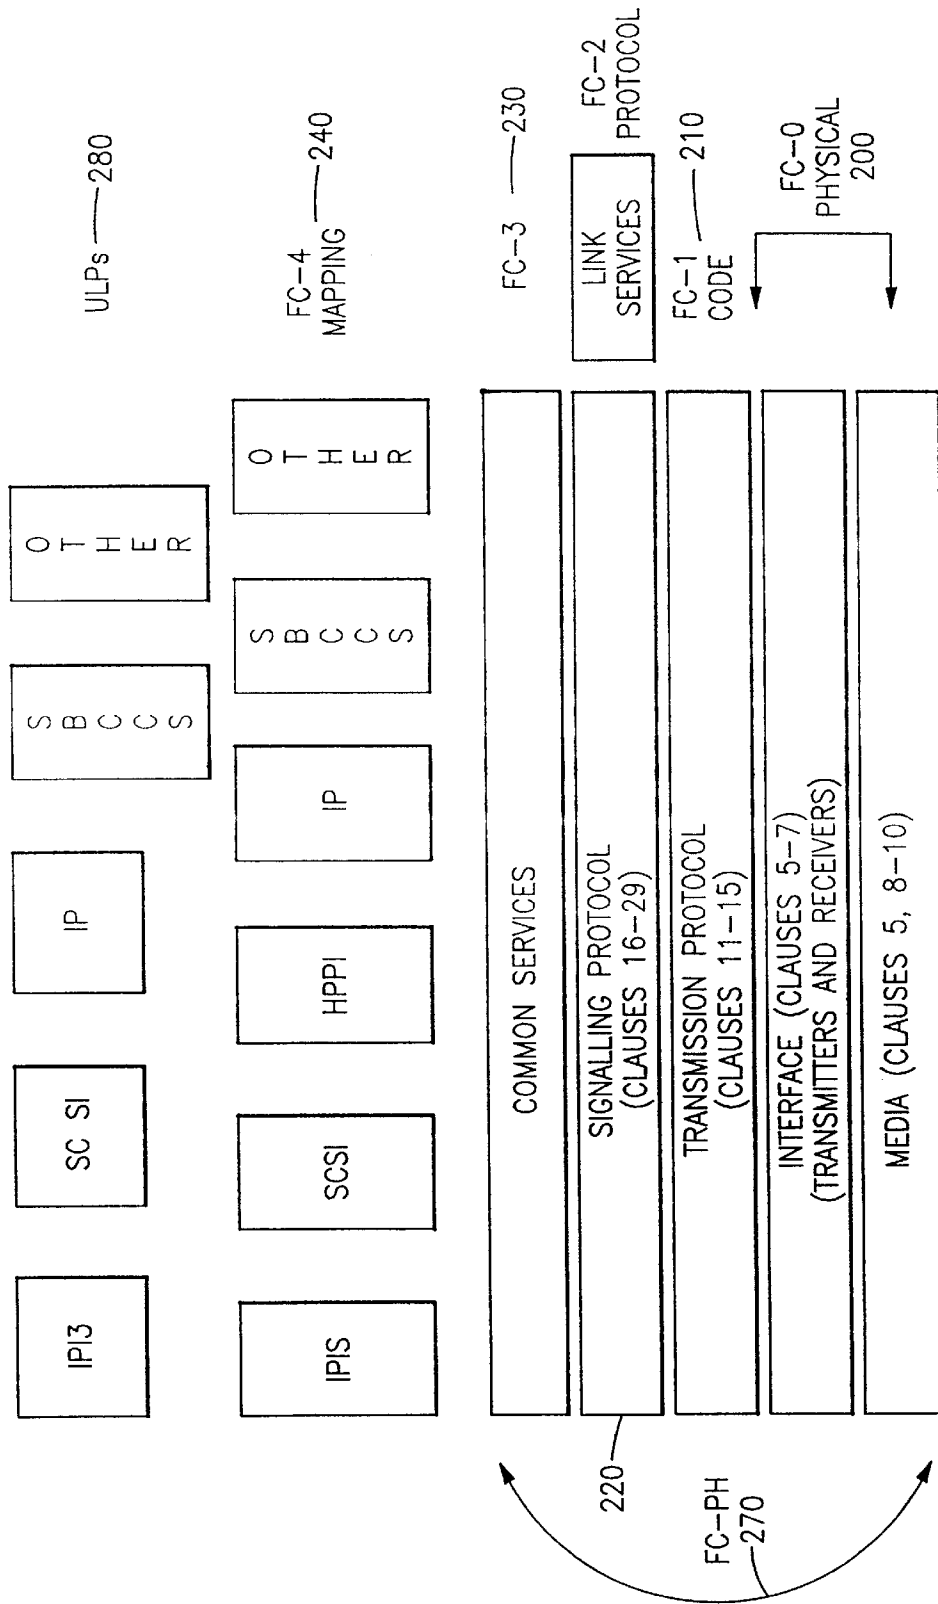 IPI3
SC SI
IP
S
B
C
C
S
O
T
H
E
R
ULPs
280
IPIS
SCSI
HPPI
IP
S
B
C
C
S
O
T
H
E
R
FC-4
MAPPING
240
COMMON SERVICES
FC-3
230
220
SIGNALLING PROTOCOL
(CLAUSES 16-29)
LINK
SERVICES
FC-2
PROTOCOL
TRANSMISSION PROTOCOL
(CLAUSES 11-15)
FC-1
CODE
210
INTERFACE (CLAUSES 5-7)
(TRANSMITTERS AND RECEIVERS)
MEDIA (CLAUSES 5, 8-10)
FC-0
PHYSICAL
200
FC-PH
270